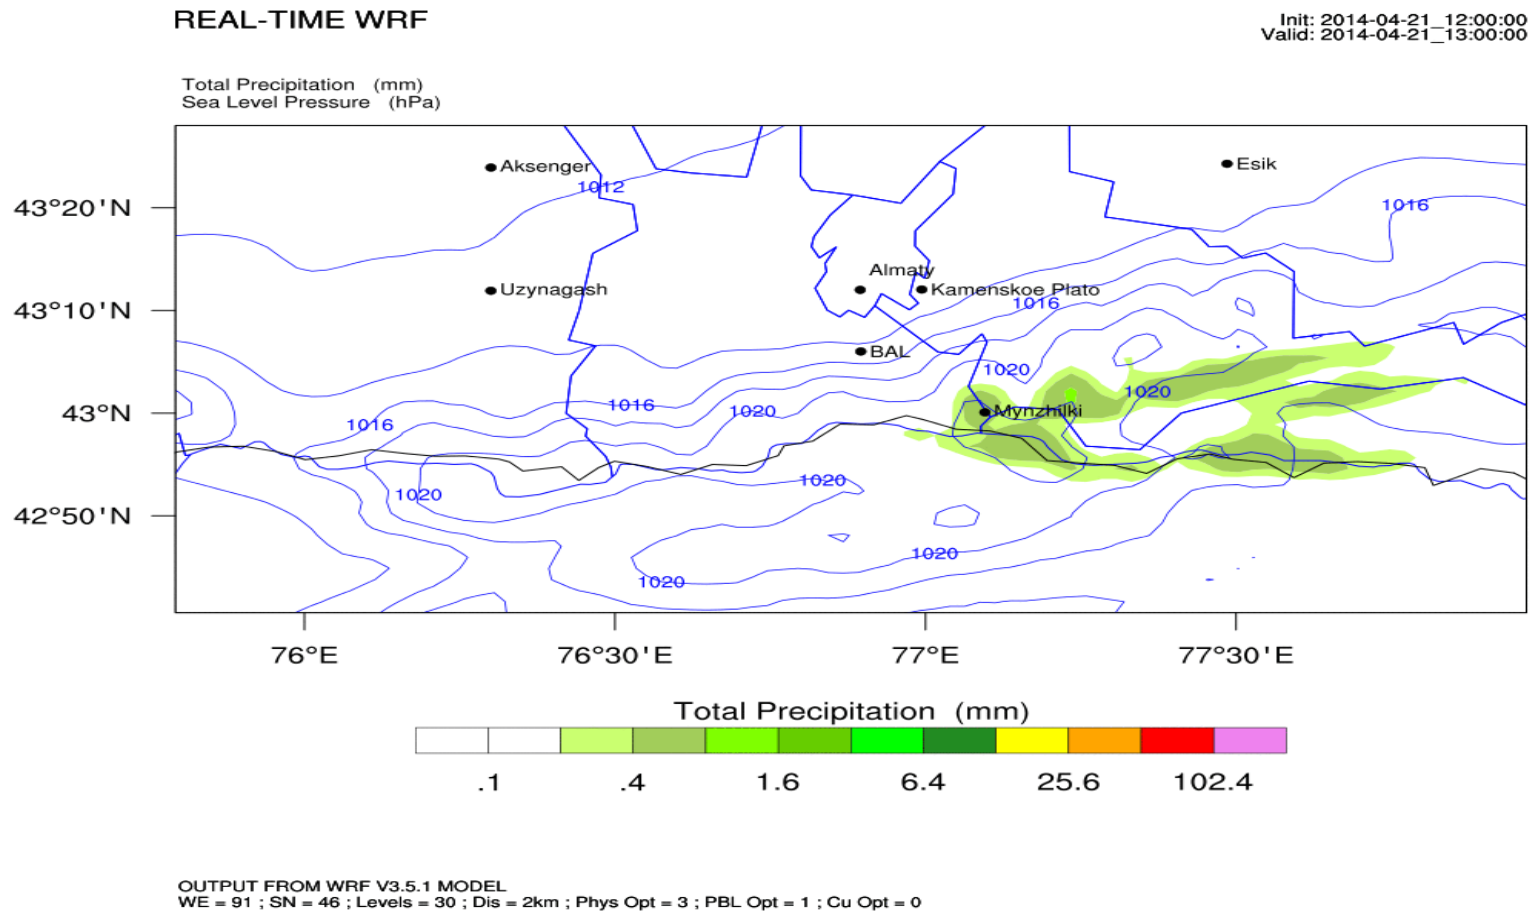 REAL-TIME WRF
Init: 2014-04-21_12:00:00
Valid: 2014-04-21_13:00:00
Total Precipitation (mm)
Sea Level Pressure (hPa)
Aksenger
Esik
1012
1016
43°20'N
Almaty
Uzynagash
Kamenskoe Plato
1016
43°10'N
BAL
1020
1020
1016
1020
Mynzhilki
43°N
1016
1020
1020
42°50'N
1020
1020
76°E
76°30'E
77°E
77°30'E
Total Precipitation (mm)
.1 .4 1.6 6.4 25.6 102.4
OUTPUT FROM WRF V3.5.1 MODEL
WE = 91 ; SN = 46 ; Levels = 30 ; Dis = 2km ; Phys Opt = 3 ; PBL Opt = 1 ; Cu Opt = 0